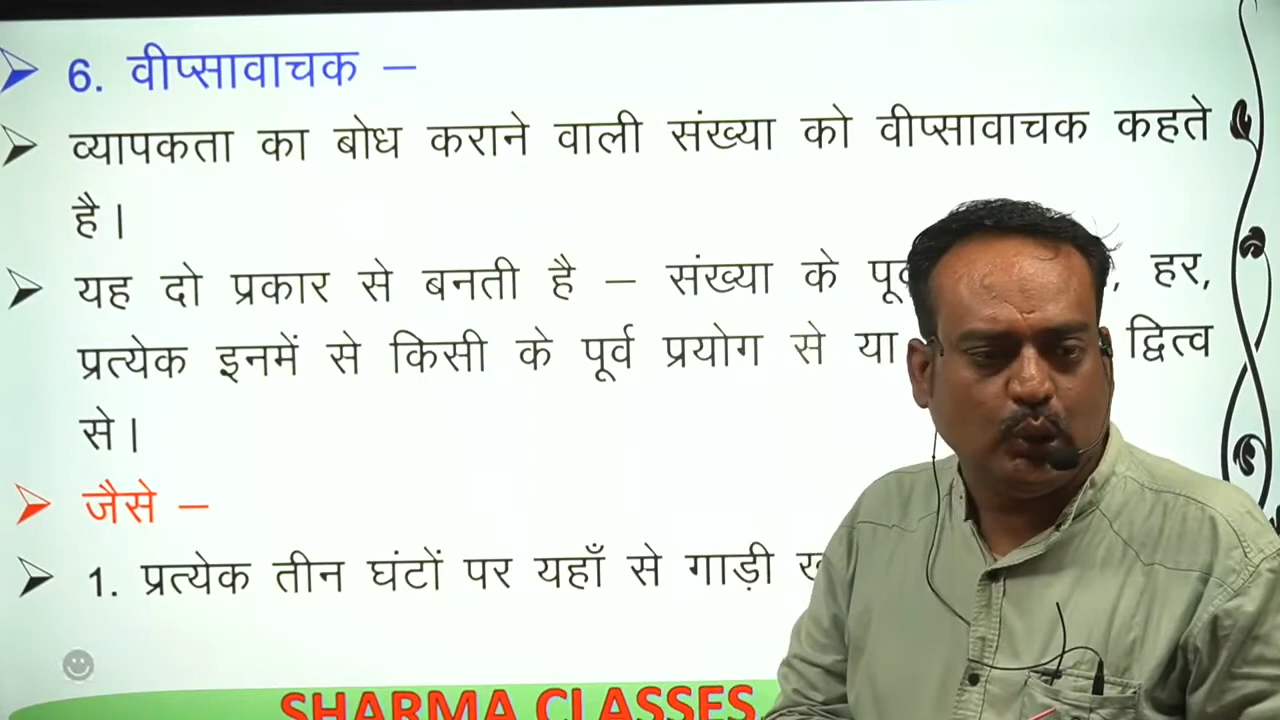 6. वीप्सावाचक –
व्यापकता का बोध कराने वाली संख्या को वीप्सावाचक कहते
है।
यह दो प्रकार से बनती है – संख्या के हर,
प्रत्येक इनमें से किसी के पूर्व प्रयोग से या द्वित्व
से।
जैसे –
1. प्रत्येक तीन घंटों पर यहाँ से गाड़ी
SHARMA CLASSES